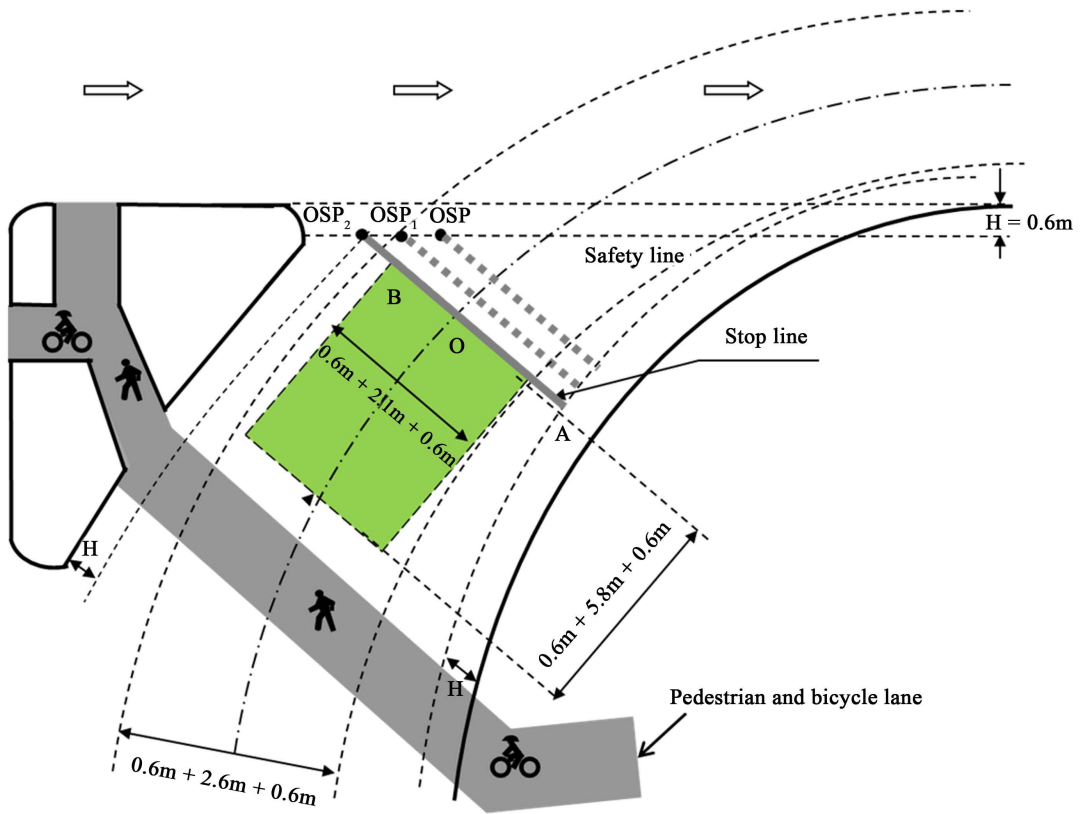 OSP2 OSP1 OSP
H = 0.6m
Safety line
B
Stop line
O
0.6m + 2.1m + 0.6m
A
H
0.6m + 5.8m + 0.6m
H
Pedestrian and bicycle lane
0.6m + 2.6m + 0.6m